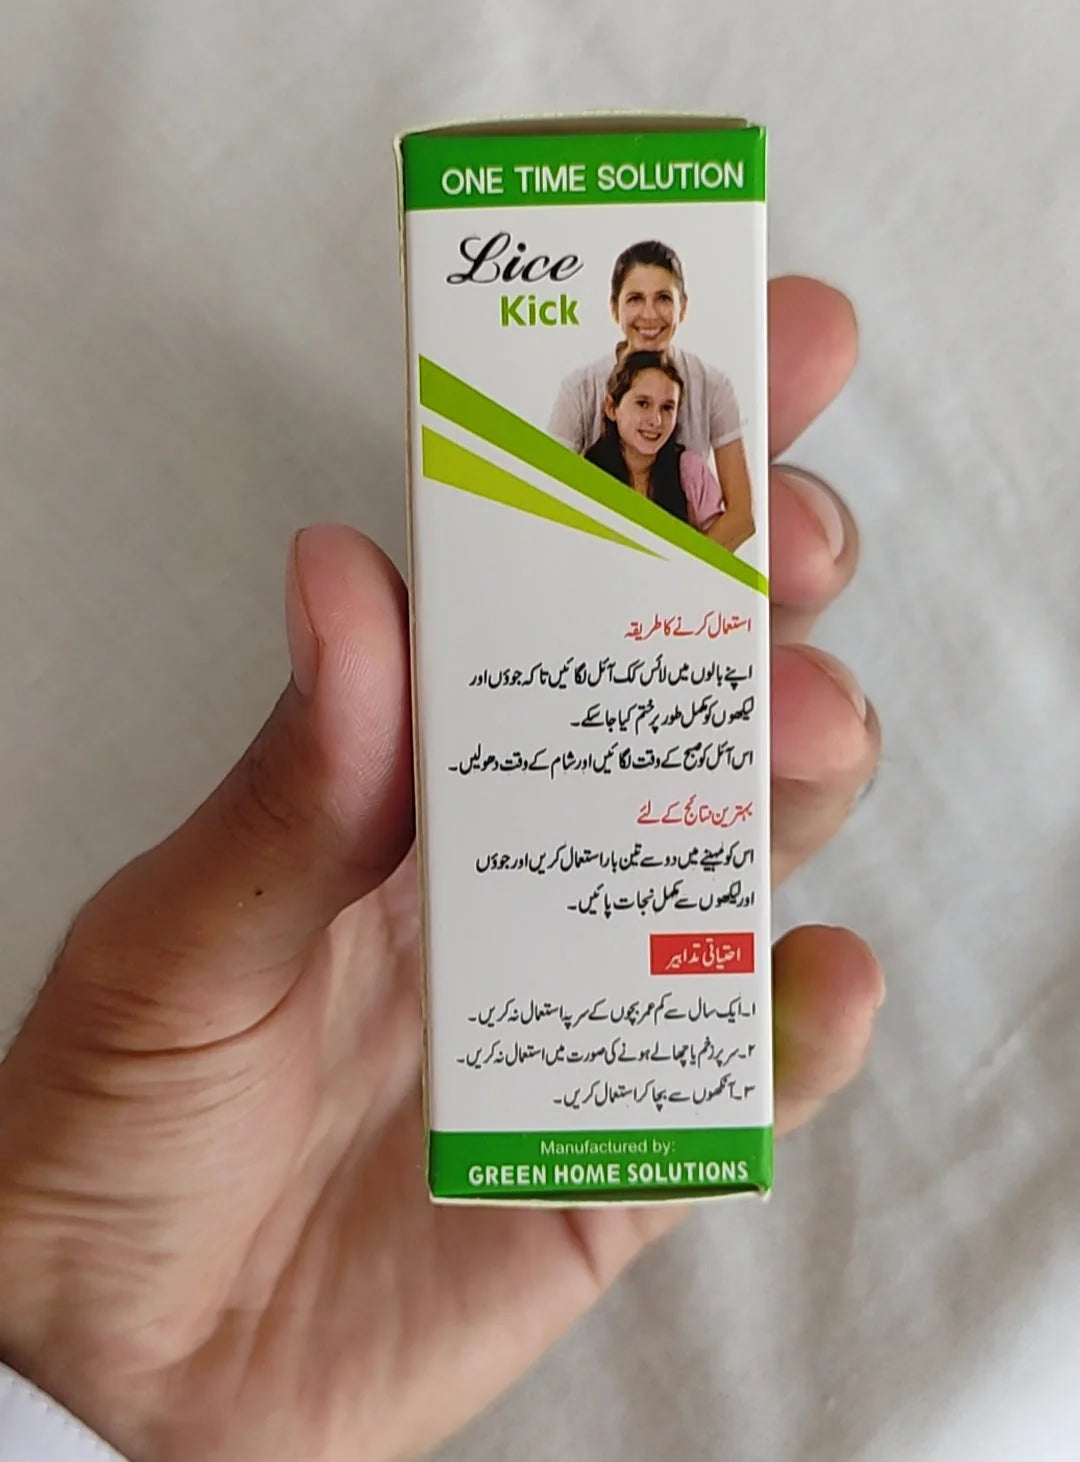 ONE TIME SOLUTION
Lice
Kick
استعمال کرنے کا طریقہ
اپنے بالوں میں لائس کک آئل لگائیں تاکہ جوؤں اور
لیکھوں کو مکمل طور پر ختم کیا جا سکے۔
اس آئل کو صبح کے وقت لگائیں اور شام کے وقت دھولیں۔
بہترین نتائج کے لئے
اس کو مہینے میں دو سے تین بار استعمال کریں اور جوؤں
اور لیکھوں سے مکمل نجات پائیں۔
احتیاتی تدابیر
۱۔ایک سال سے کم عمر بچوں کے سر پہ استعمال نہ کریں۔
۲۔سر پر زخم یا چھالے ہونے کی صورت میں استعمال نہ کریں۔
۳۔آنکھوں سے بچا کر استعمال کریں۔
Manufactured by:
GREEN HOME SOLUTIONS